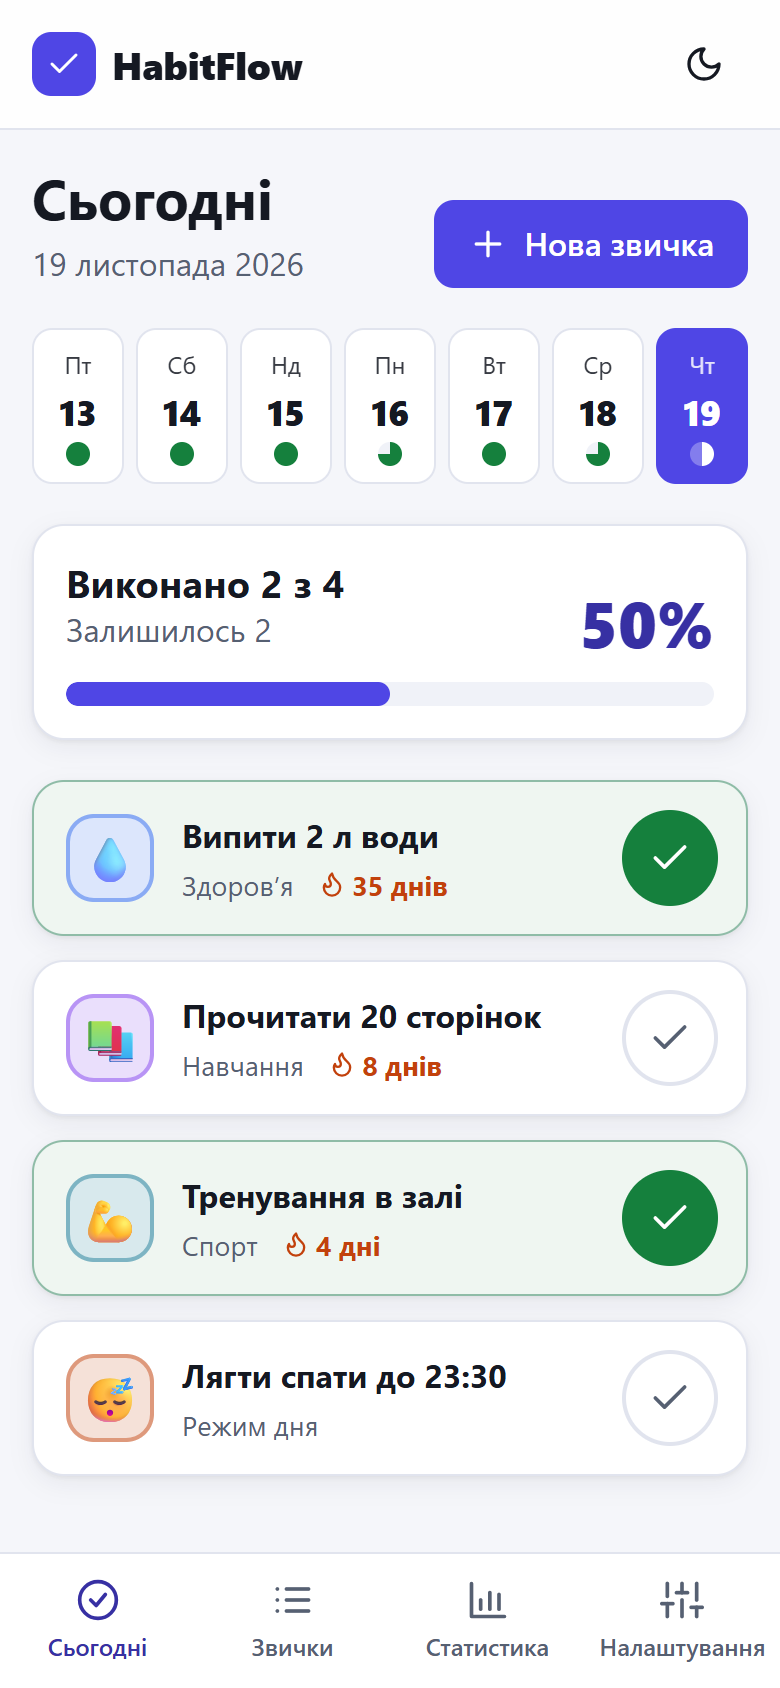 HabitFlow
Сьогодні
19 листопада 2026
Нова звичка
Пт Сб Нд Пн Вт Ср Чт
13 14 15 16 17 18 19
Виконано 2 з 4
Залишилось 2
50%
Випити 2 л води
Здоров’я 35 днів
Прочитати 20 сторінок
Навчання 8 днів
Тренування в залі
Спорт 4 дні
Лягти спати до 23:30
Режим дня
Сьогодні Звички Статистика Налаштування